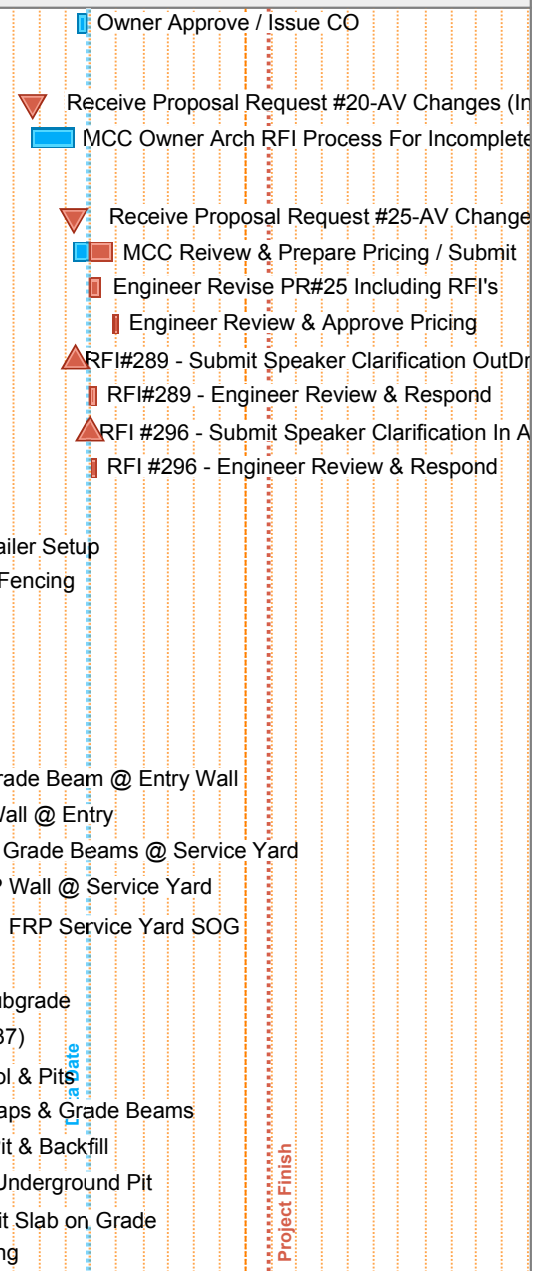 Owner Approve / Issue CO
Receive Proposal Request #20-AV Changes (In
MCC Owner Arch RFI Process For Incomplete
Receive Proposal Request #25-AV Change
MCC Reivew & Prepare Pricing / Submit
Engineer Revise PR#25 Including RFI's
Engineer Review & Approve Pricing
RFI#289 - Submit Speaker Clarification OutDr
RFI#289 - Engineer Review & Respond
RFI #296 - Submit Speaker Clarification In A
RFI #296 - Engineer Review & Respond
ailer Setup
Fencing
rade Beam @ Entry Wall
Wall @ Entry
Grade Beams @ Service Yard
P Wall @ Service Yard
FRP Service Yard SOG
ubgrade
37)
ol & Pits
Data Date
aps & Grade Beams
it & Backfill
Underground Pit
Project Finish
it Slab on Grade
ng